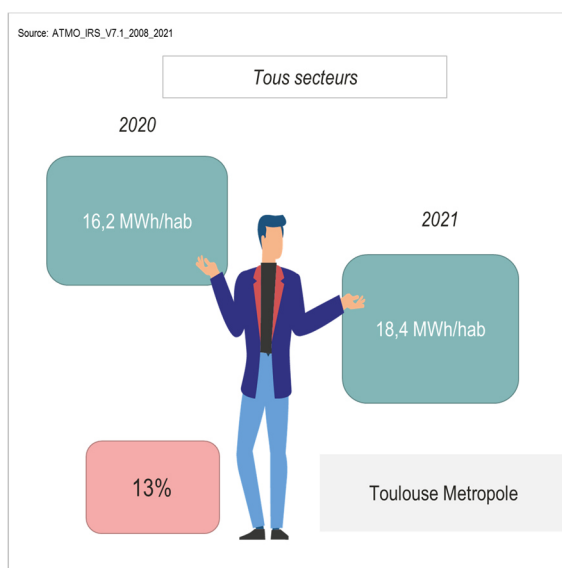 Source: ATMO_IRS_V7.1_2008_2021
Tous secteurs
2020
16,2 MWh/hab
2021
18,4 MWh/hab
13%
Toulouse Metropole